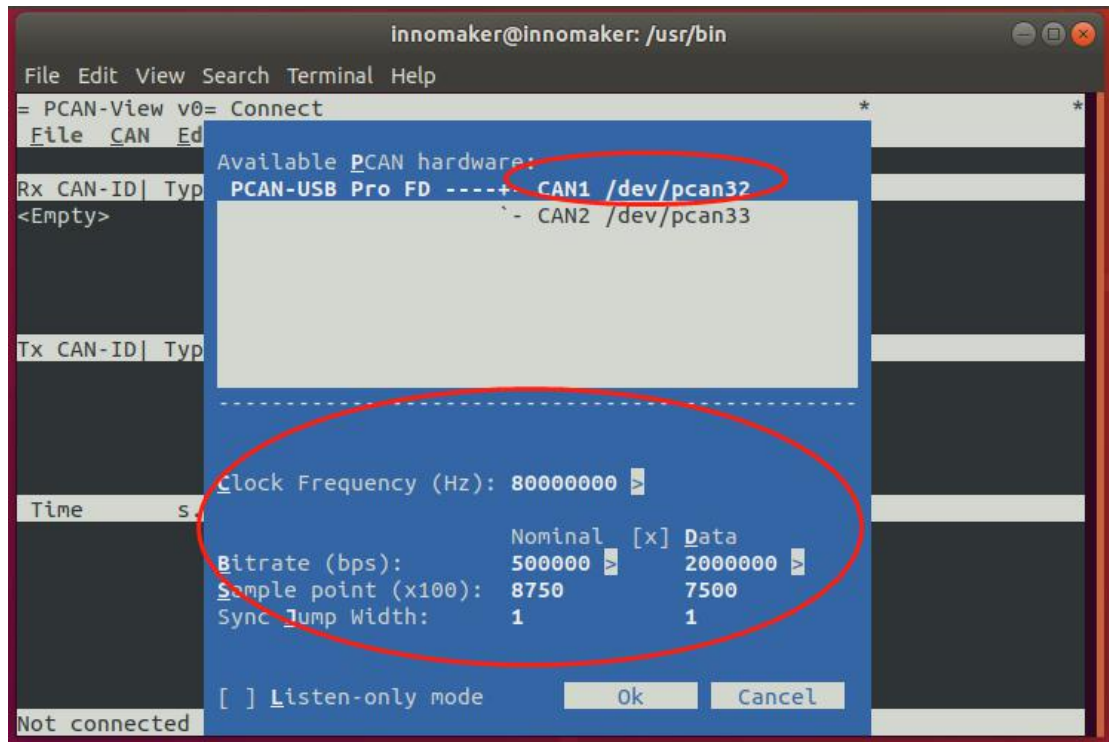 innomaker@innomaker: /usr/bin
File Edit View Search Terminal Help
= PCAN-View v0= Connect * *
File CAN Ed
Available PCAN hardware:
Rx CAN-ID| Typ PCAN-USB Pro FD ----+- CAN1 /dev/pcan32
<Empty> `- CAN2 /dev/pcan33
Tx CAN-ID| Typ
--------------------------------------------------
Clock Frequency (Hz): 80000000 >
Time s.
Nominal [x] Data
Bitrate (bps): 500000 > 2000000 >
Sample point (x100): 8750 7500
Sync Jump Width: 1 1
[ ] Listen-only mode Ok Cancel
Not connected